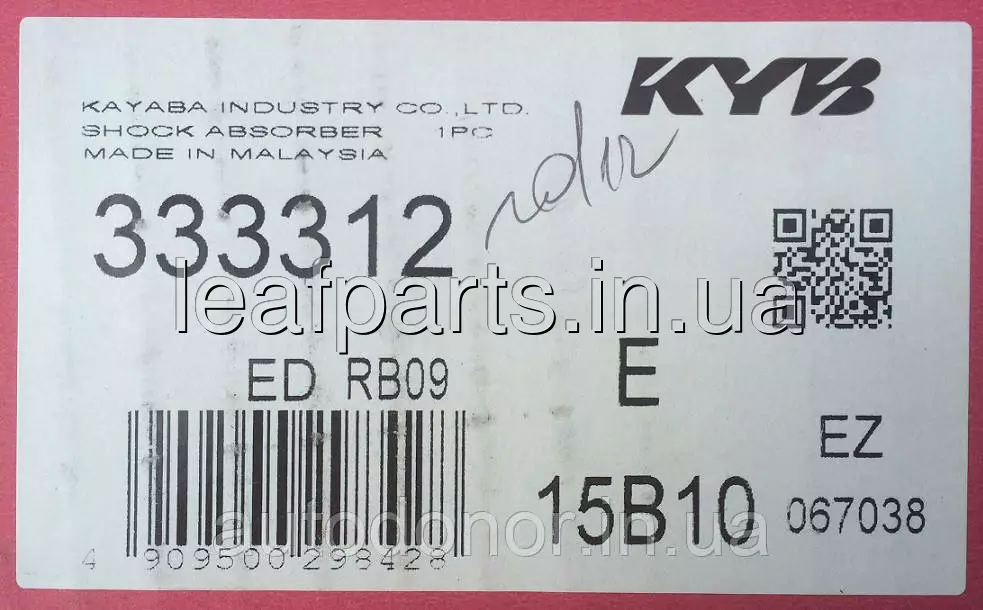 KYB
KAYABA INDUSTRY CO.,LTD.
SHOCK ABSORBER 1PC
MADE IN MALAYSIA
333312
leafparts.in.ua
ED RB09
E
EZ
15B10 067038
autodonor.in.ua
4 909500 298428